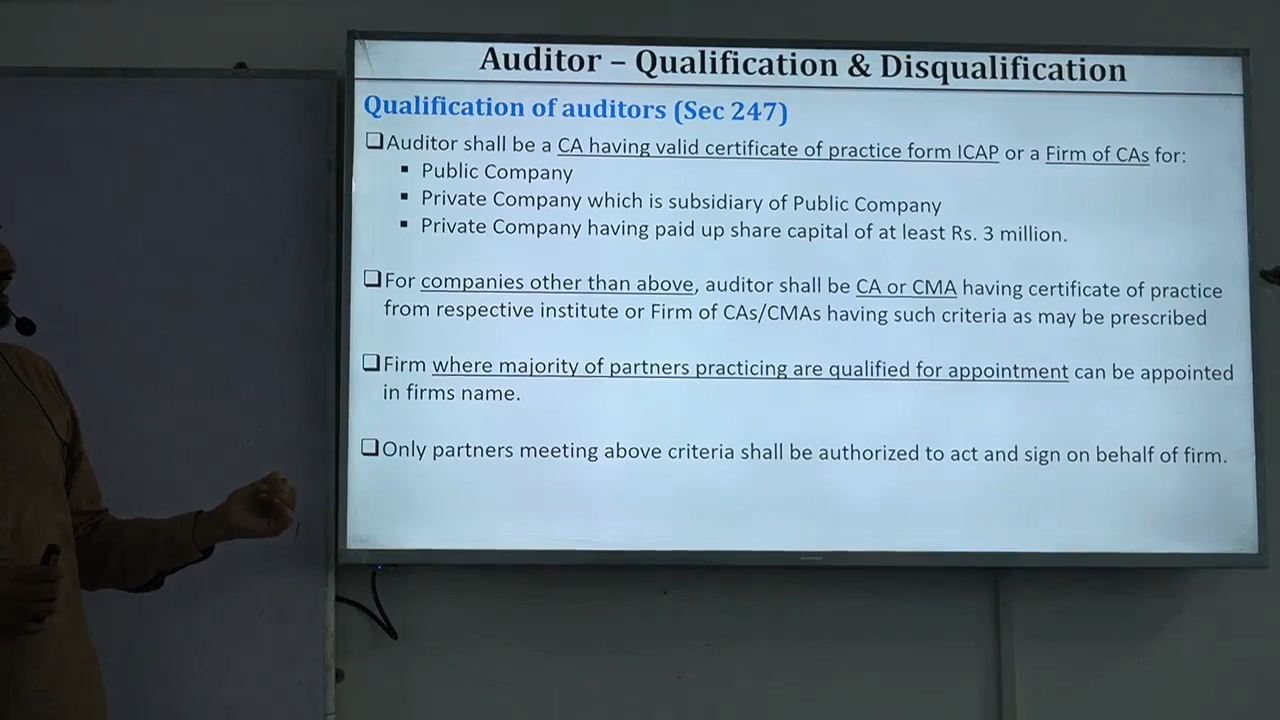 Auditor – Qualification & Disqualification
Qualification of auditors (Sec 247)
❑Auditor shall be a CA having valid certificate of practice form ICAP or a Firm of CAs for:
▪ Public Company
▪ Private Company which is subsidiary of Public Company
▪ Private Company having paid up share capital of at least Rs. 3 million.
❑For companies other than above, auditor shall be CA or CMA having certificate of practice
from respective institute or Firm of CAs/CMAs having such criteria as may be prescribed
❑Firm where majority of partners practicing are qualified for appointment can be appointed
in firms name.
❑Only partners meeting above criteria shall be authorized to act and sign on behalf of firm.